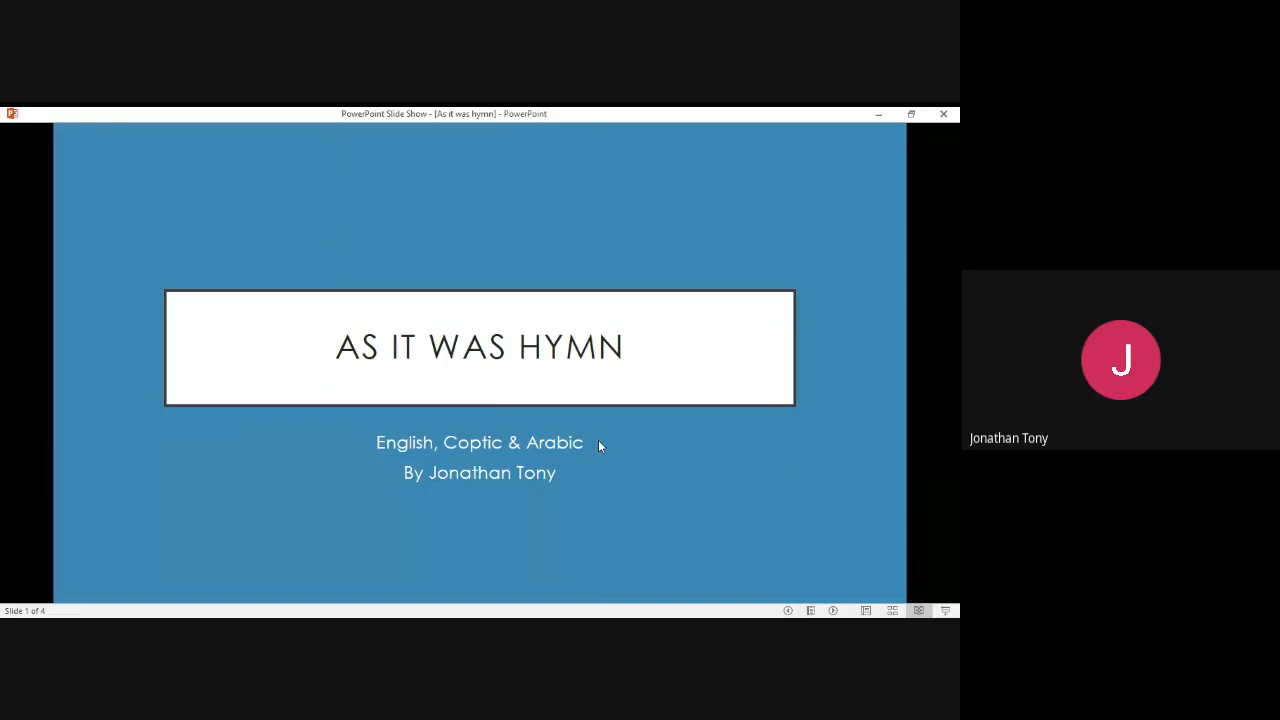 PowerPoint Slide Show - [As it was hymn] - PowerPoint
AS IT WAS HYMN
English, Coptic & Arabic
By Jonathan Tony
J
Jonathan Tony
Slide 1 of 4